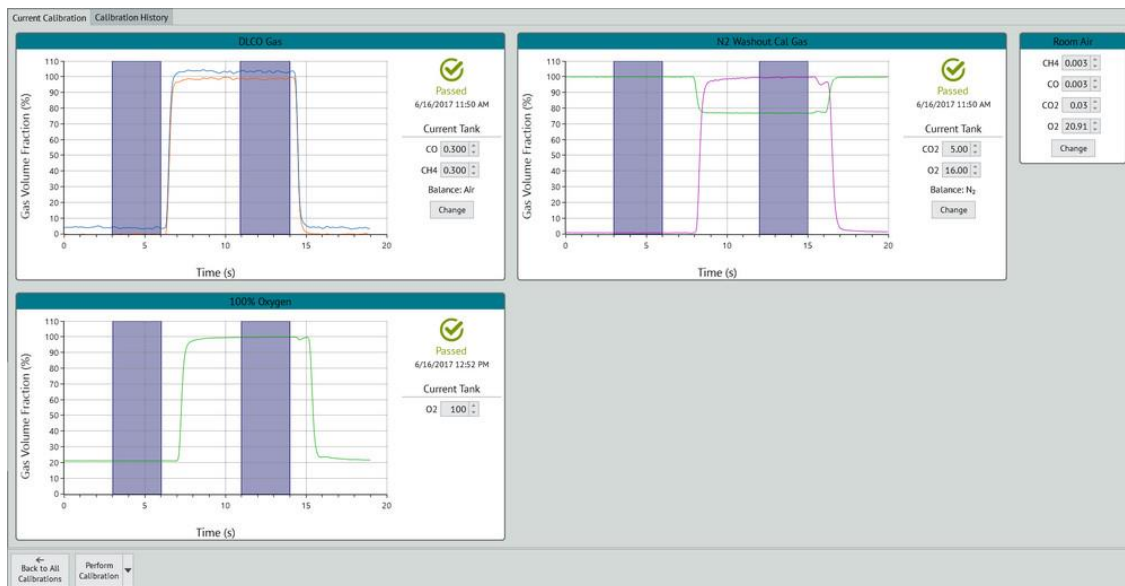 Current Calibration Calibration History
DLCO Gas
110
100
90
80
70
60
50
40
30
20
10
0
0 5 10 15 20
Gas Volume Fraction (%)
Time (s)
Passed
6/16/2017 11:50 AM
Current Tank
CO 0.300
CH4 0.300
Balance: Air
Change
N2 Washout Cal Gas
110
100
90
80
70
60
50
40
30
20
10
0
0 5 10 15 20
Gas Volume Fraction (%)
Time (s)
Passed
6/16/2017 11:50 AM
Current Tank
CO2 5.00
O2 16.00
Balance: N₂
Change
Room Air
CH4 0.003
CO 0.003
CO2 0.03
O2 20.91
Change
100% Oxygen
110
100
90
80
70
60
50
40
30
20
10
0
0 5 10 15 20
Gas Volume Fraction (%)
Time (s)
Passed
6/16/2017 12:52 PM
Current Tank
O2 100
Back to All
Calibrations
Perform
Calibration